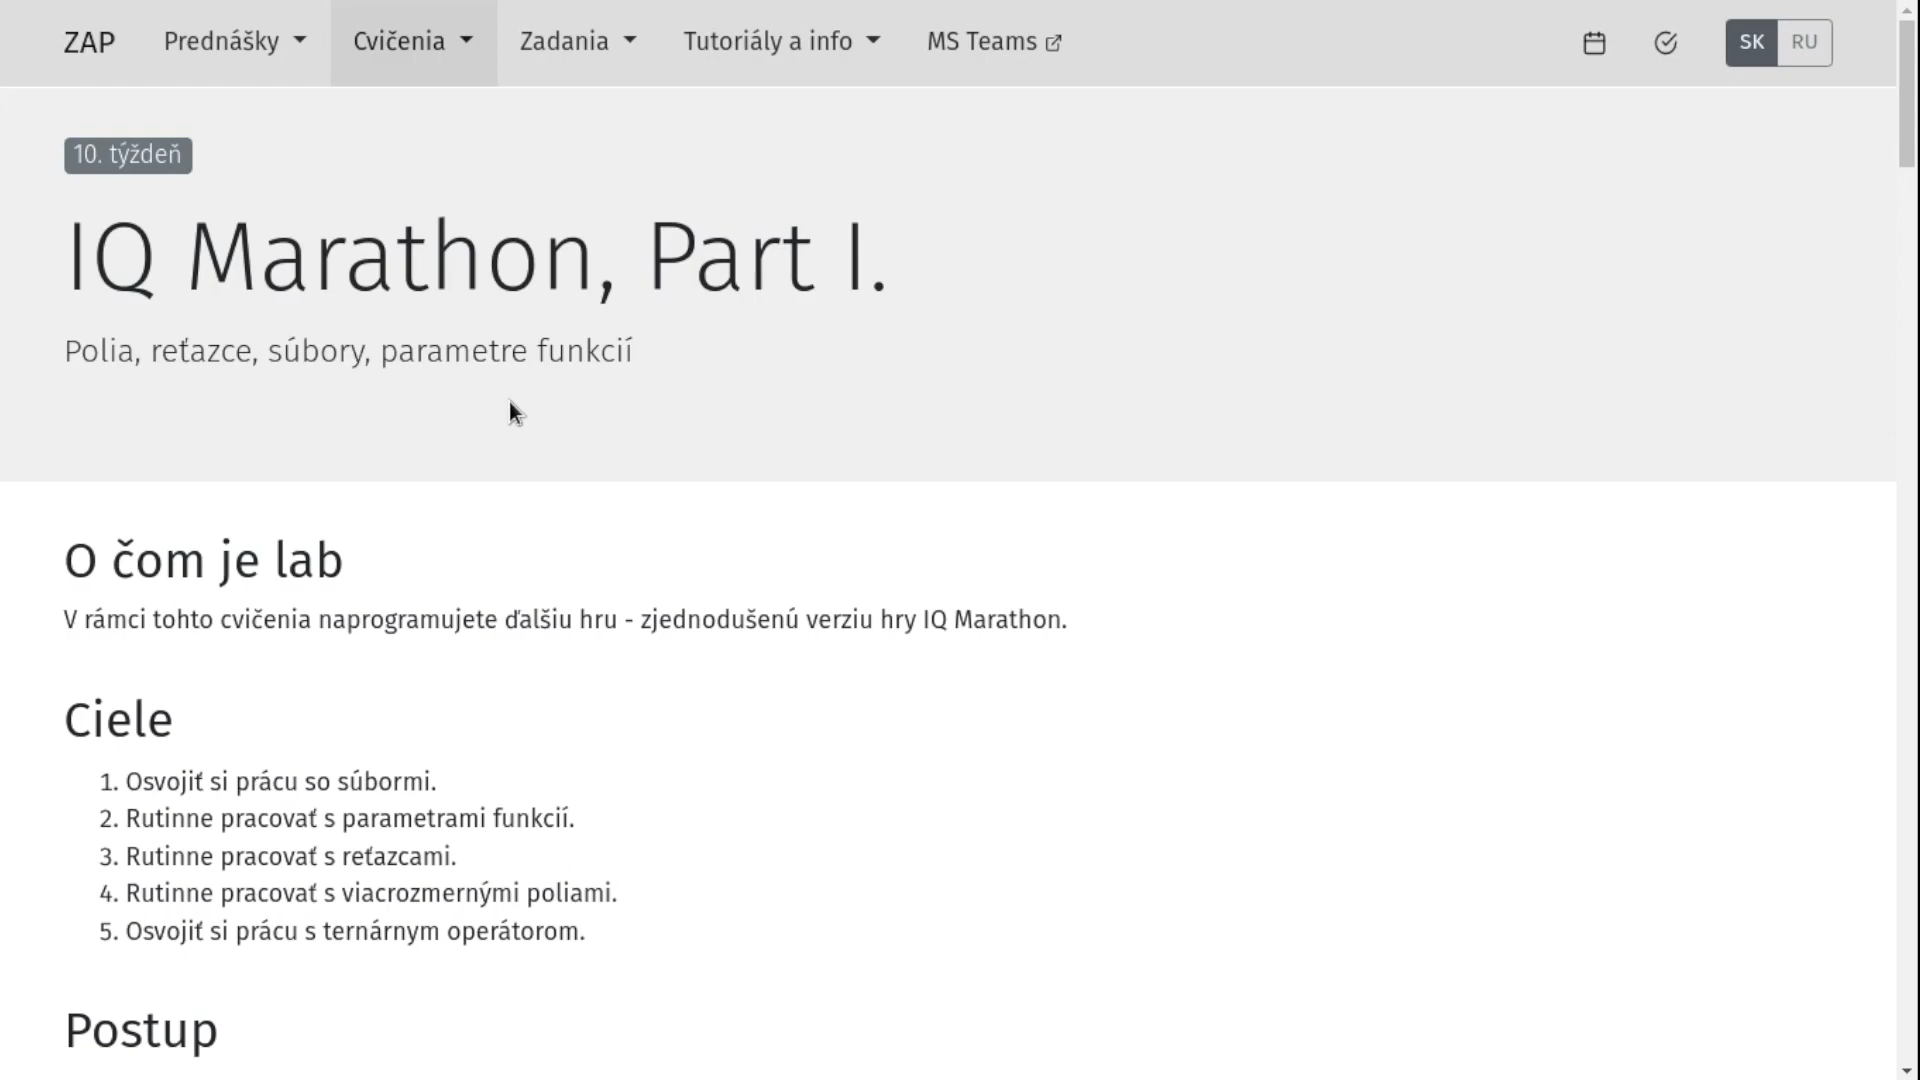 ZAP Prednášky Cvičenia Zadania Tutoriály a info MS Teams SK RU
10. týždeň
IQ Marathon, Part I.
Polia, reťazce, súbory, parametre funkcií
O čom je lab
V rámci tohto cvičenia naprogramujete ďalšiu hru - zjednodušenú verziu hry IQ Marathon.
Ciele
1. Osvojiť si prácu so súbormi.
2. Rutinne pracovať s parametrami funkcií.
3. Rutinne pracovať s reťazcami.
4. Rutinne pracovať s viacrozmernými poliami.
5. Osvojiť si prácu s ternárnym operátorom.
Postup